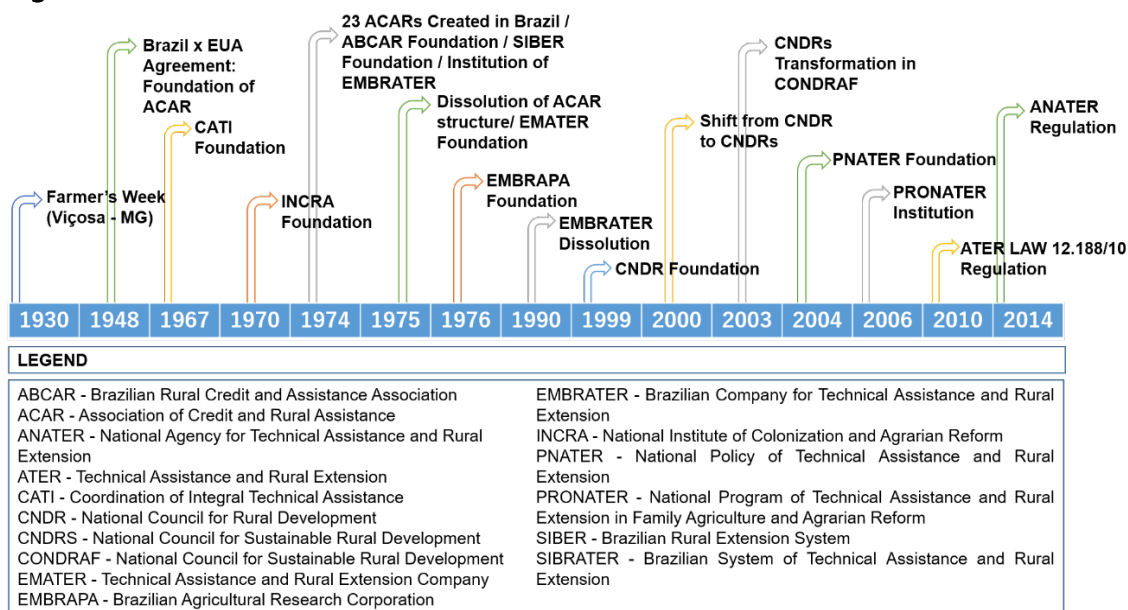 Farmer's Week
(Viçosa - MG)
Brazil x EUA
Agreement:
Foundation of
ACAR
CATI
Foundation
INCRA
Foundation
23 ACARs Created in Brazil /
ABCAR Foundation / SIBER
Foundation / Institution of
EMBRATER
Dissolution of ACAR
structure/ EMATER
Foundation
EMBRAPA
Foundation
EMBRATER
Dissolution
CNDR Foundation
Shift from CNDR
to CNDRs
CNDRs
Transformation in
CONDRAF
PNATER Foundation
PRONATER
Institution
ATER LAW 12.188/10
Regulation
ANATER
Regulation
1930 1948 1967 1970 1974 1975 1976 1990 1999 2000 2003 2004 2006 2010 2014
LEGEND
ABCAR - Brazilian Rural Credit and Assistance Association
ACAR - Association of Credit and Rural Assistance
ANATER - National Agency for Technical Assistance and Rural
Extension
ATER - Technical Assistance and Rural Extension
CATI - Coordination of Integral Technical Assistance
CNDR - National Council for Rural Development
CNDRS - National Council for Sustainable Rural Development
CONDRAF - National Council for Sustainable Rural Development
EMATER - Technical Assistance and Rural Extension Company
EMBRAPA - Brazilian Agricultural Research Corporation
EMBRATER - Brazilian Company for Technical Assistance and Rural
Extension
INCRA - National Institute of Colonization and Agrarian Reform
PNATER - National Policy of Technical Assistance and Rural
Extension
PRONATER - National Program of Technical Assistance and Rural
Extension in Family Agriculture and Agrarian Reform
SIBER - Brazilian Rural Extension System
SIBRATER - Brazilian System of Technical Assistance and Rural
Extension